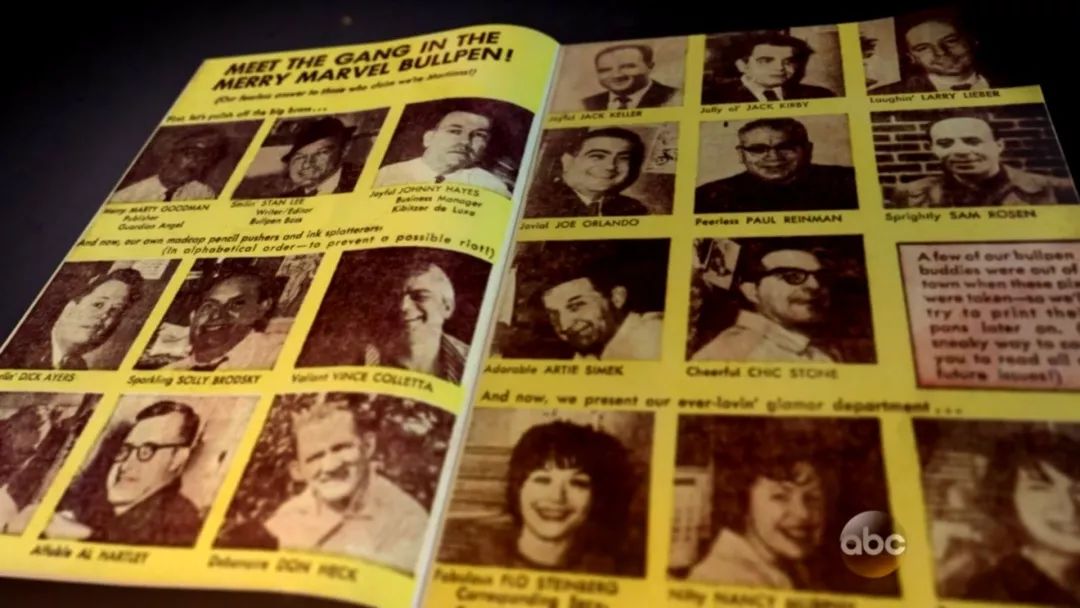 MEET THE GANG IN THE
MERRY MARVEL BULLPEN!
(Our fearless answer to those who claim we're Martians!)
First, let's polish off the big brass...
Merry MARTY GOODMAN
Publisher
Guardian Angel
Smilin' STAN LEE
Writer/Editor
Bullpen Boss
Joyful JOHNNY HAYES
Business Manager
Kibitzer de Luxe
And now, our own madcap pencil pushers and ink splatterers:
(In alphabetical order—to prevent a possible riot!)
DICK AYERS
Sparkling SOLLY BRODSKY
Valiant VINCE COLLETTA
Affable AL HARTLEY
Debonaire DON HECK
Joyful JACK KELLER
Jolly ol' JACK KIRBY
Laughin' LARRY LIEBER
Jovial JOE ORLANDO
Peerless PAUL REINMAN
Sprightly SAM ROSEN
Adorable ARTIE SIMEK
Cheerful CHIC STONE
A few of our bullpen
buddies were out of
town when these
were taken—so
try to print
pans later on.
sneaky way to
you to read all
future issues!)
And now, we present our ever-lovin' glamor department...
Fabulous FLO STEINBERG
Corresponding
Nifty NANCY
abc